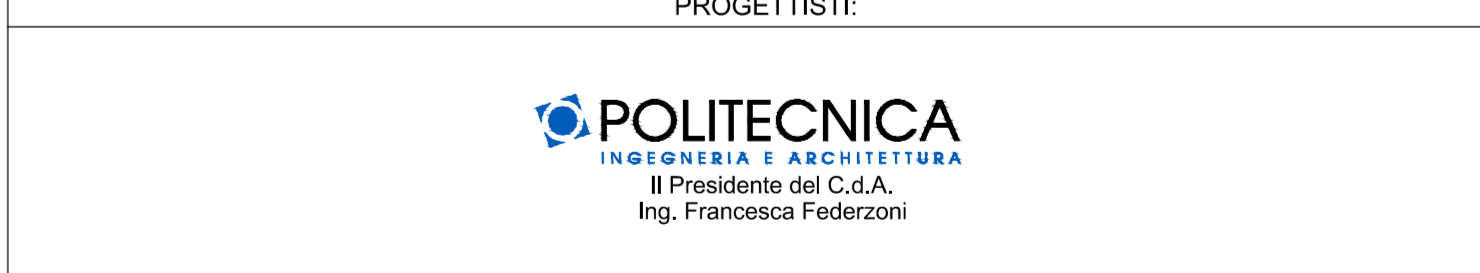 PROGETTISTI:
POLITECNICA
INGEGNERIA E ARCHITETTURA
Il Presidente del C.d.A.
Ing. Francesca Federzoni